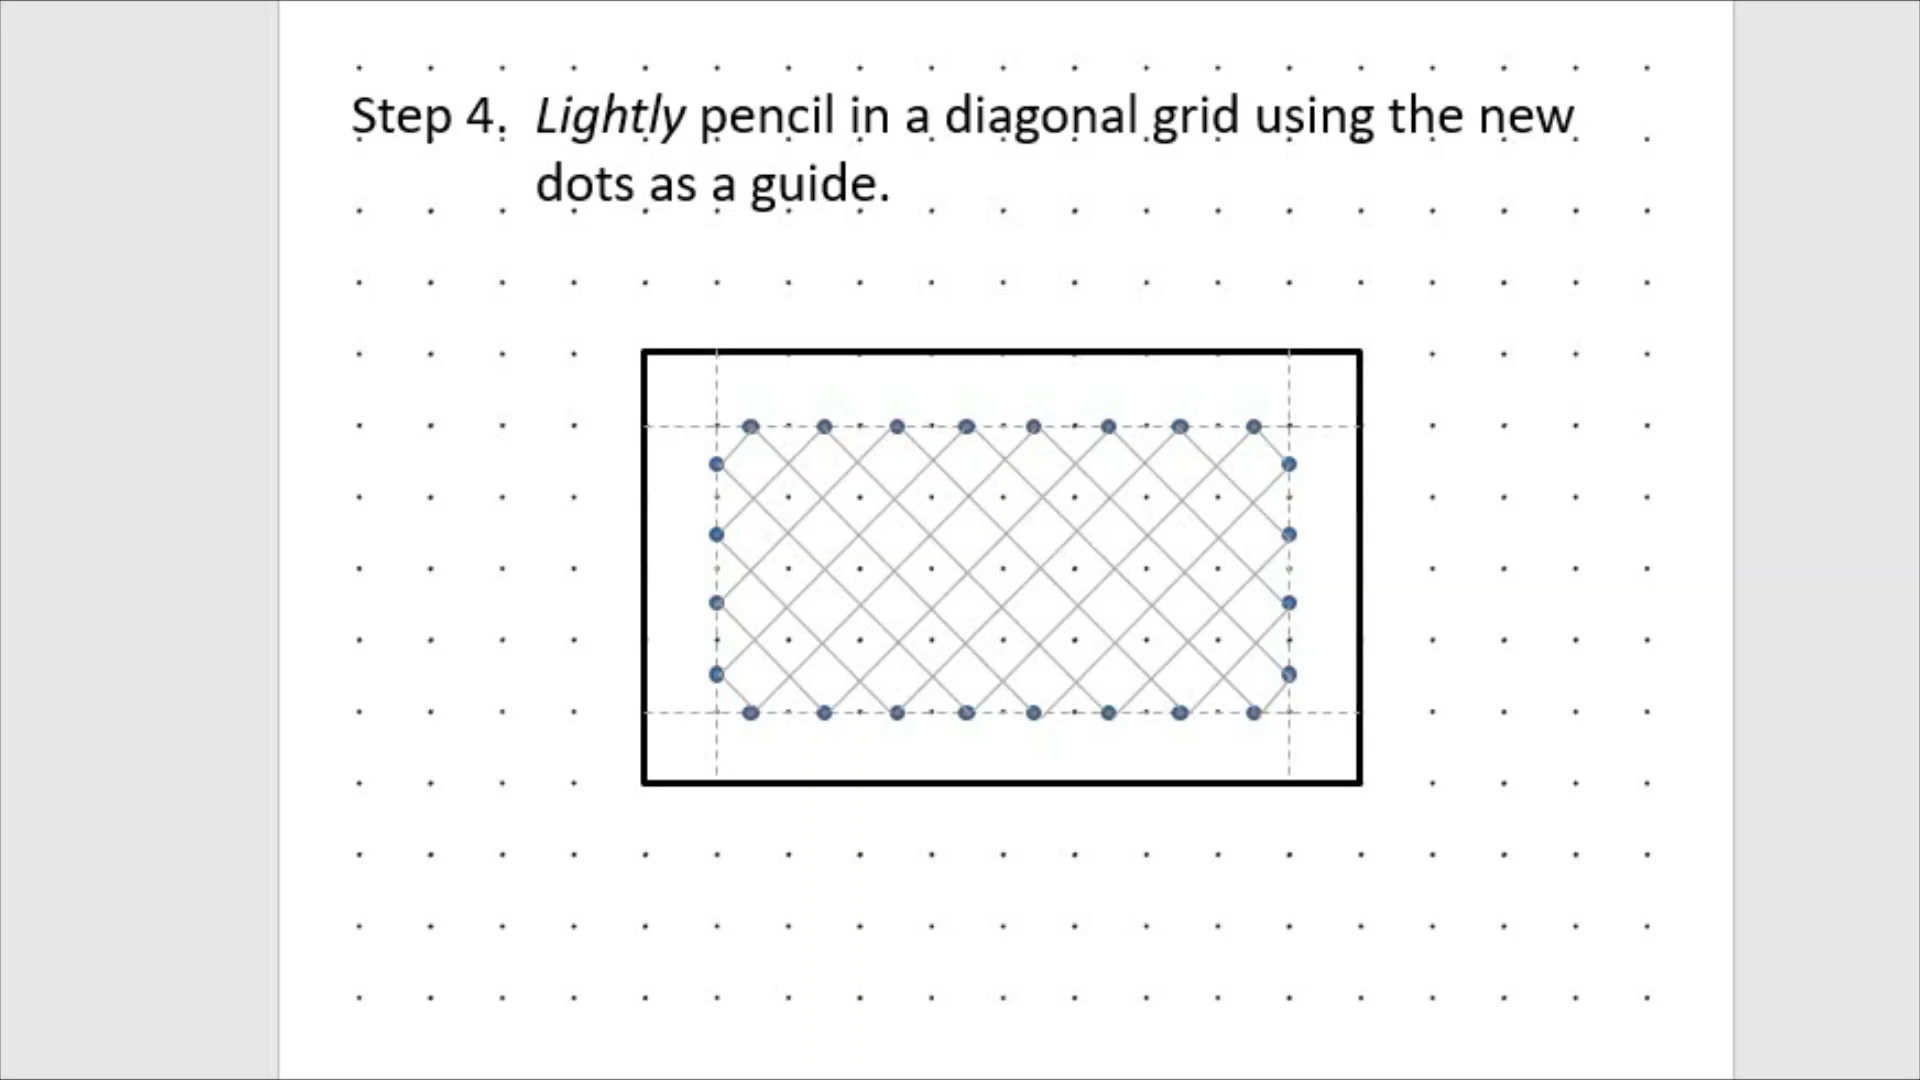 Step 4. Lightly pencil in a diagonal grid using the new
dots as a guide.